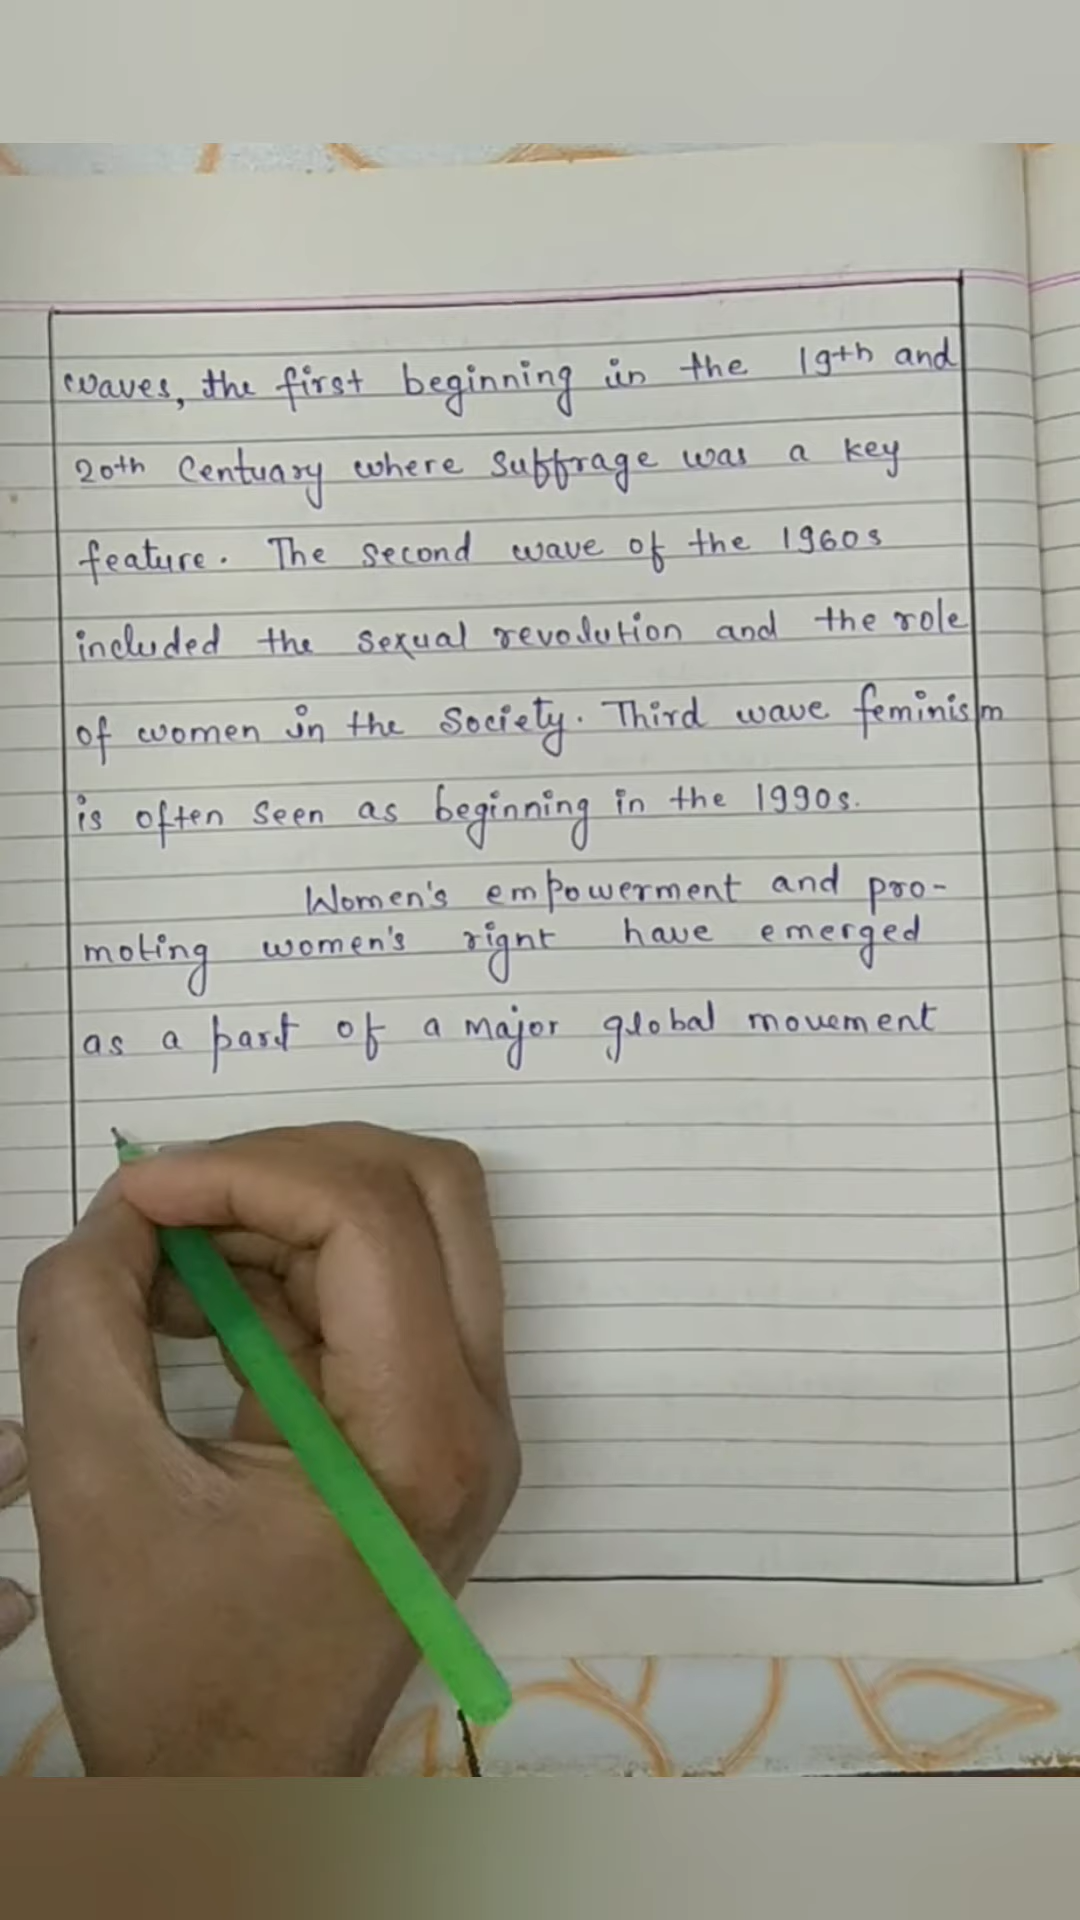 waves, the first beginning in the 19th and
20th Centuary where suffrage was a key
feature. The second wave of the 1960s
included the sexual revolution and the role
of women in the Society. Third wave feminism
is often seen as beginning in the 1990s.
Women's empowerment and pro-
moting women's right have emerged
as a part of a major global movement